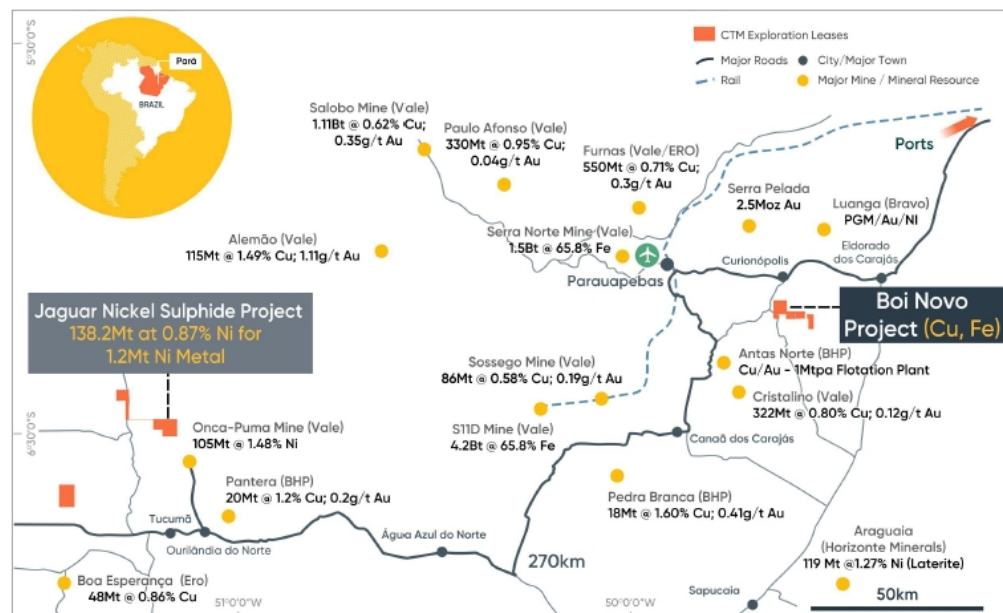 5°30'0"S
Pará
BRAZIL
CTM Exploration Leases
Major Roads
City/Major Town
Rail
Major Mine / Mineral Resource
Salobo Mine (Vale)
1.11Bt @ 0.62% Cu;
0.35g/t Au
Paulo Afonso (Vale)
330Mt @ 0.95% Cu;
0.04g/t Au
Furnas (Vale/ERO)
550Mt @ 0.71% Cu;
0.3g/t Au
Ports
Serra Pelada
2.5Moz Au
Luanga (Bravo)
PGM/Au/NI
Alemão (Vale)
115Mt @ 1.49% Cu; 1.11g/t Au
Serra Norte Mine (Vale)
1.5Bt @ 65.8% Fe
Parauapebas
Curionópolis
Eldorado
dos Carajás
Jaguar Nickel Sulphide Project
138.2Mt at 0.87% Ni for
1.2Mt Ni Metal
Boi Novo
Project (Cu, Fe)
Sossego Mine (Vale)
86Mt @ 0.58% Cu; 0.19g/t Au
Antas Norte (BHP)
Cu/Au - 1Mtpa Flotation Plant
Cristalino (Vale)
322Mt @ 0.80% Cu; 0.12g/t Au
6°30'0"S
Onca-Puma Mine (Vale)
105Mt @ 1.48% Ni
S11D Mine (Vale)
4.2Bt @ 65.8% Fe
Canaã dos Carajás
Pantera (BHP)
20Mt @ 1.2% Cu; 0.2g/t Au
Pedra Branca (BHP)
18Mt @ 1.60% Cu; 0.41g/t Au
Tucumã
Ourilândia do Norte
Água Azul do Norte
270km
Araguaia
(Horizonte Minerals)
119 Mt @1.27% Ni (Laterite)
Boa Esperança (Ero)
48Mt @ 0.86% Cu
Sapucaia
51°0'0"W
50°0'0"W
50km